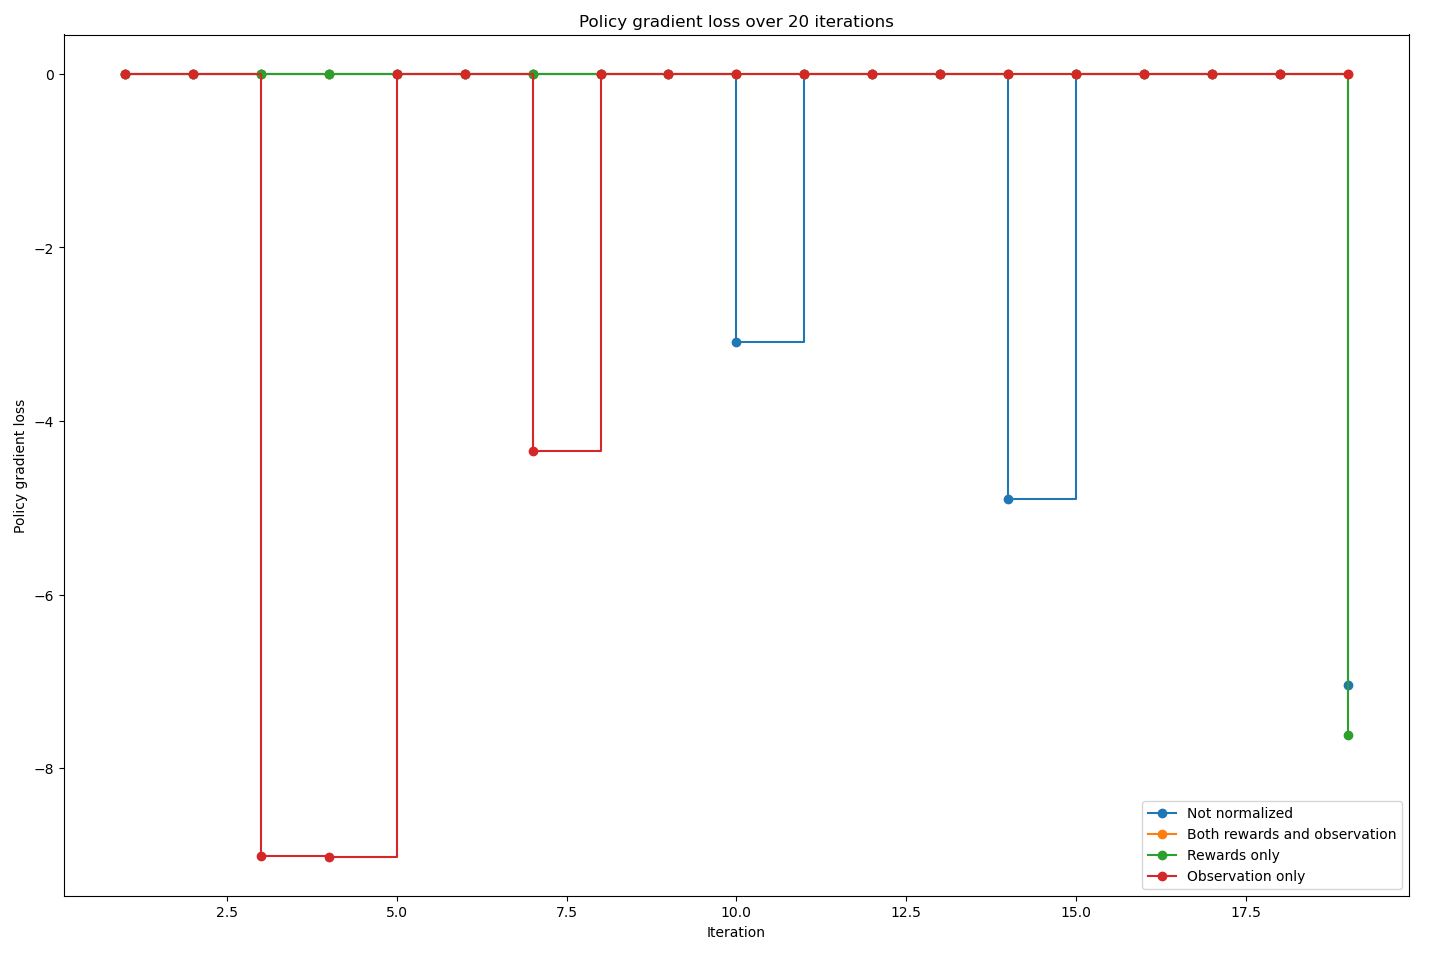 Policy gradient loss over 20 iterations
0
−2
−4
−6
−8
Policy gradient loss
2.5
5.0
7.5
10.0
12.5
15.0
17.5
Iteration
Not normalized
Both rewards and observation
Rewards only
Observation only